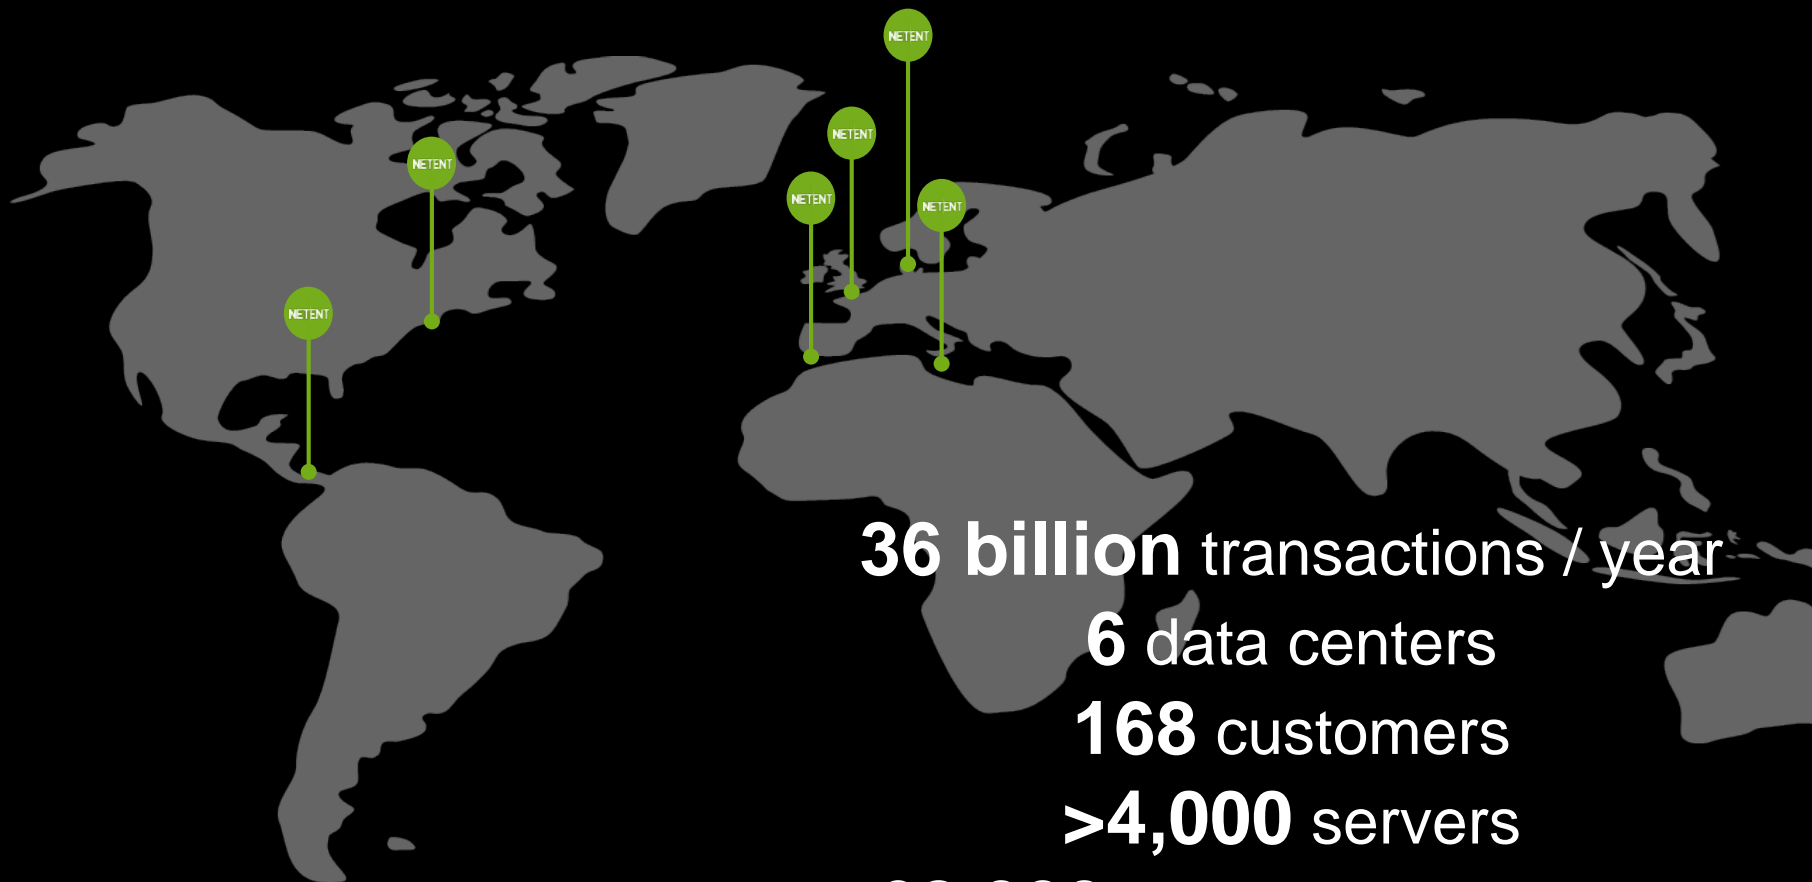 NETENT
NETENT
NETENT
NETENT
NETENT
NETENT
36 billion transactions / year
6 data centers
168 customers
>4,000 servers